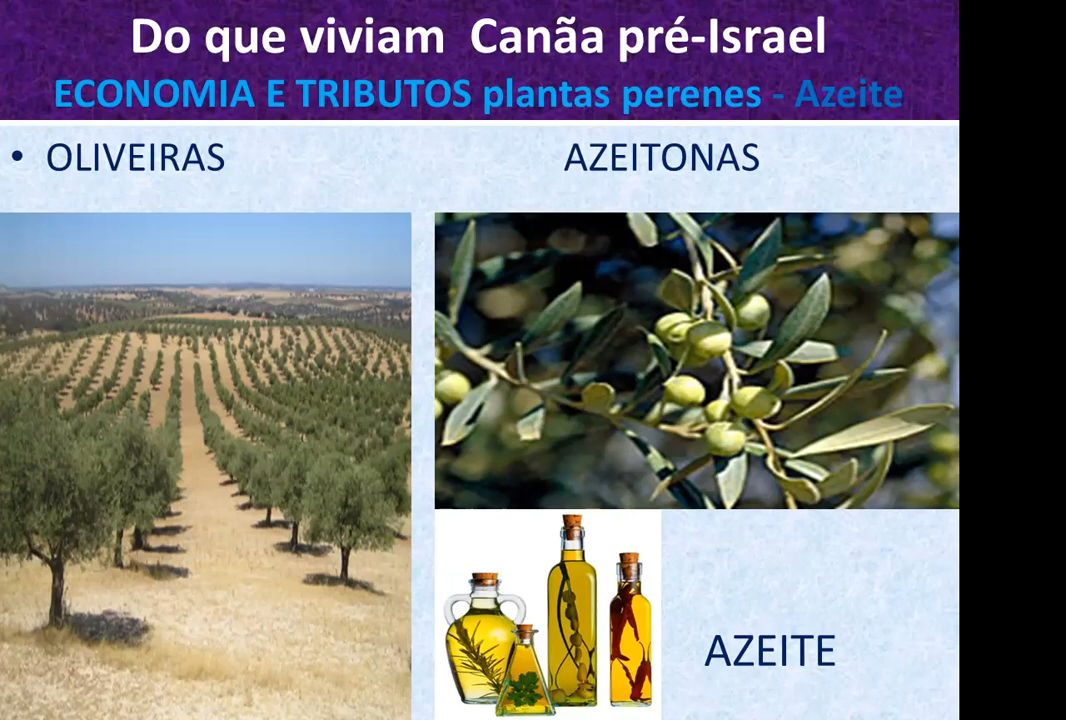 Do que viviam Canãa pré-Israel
ECONOMIA E TRIBUTOS plantas perenes - Azeite
• OLIVEIRAS
AZEITONAS
AZEITE